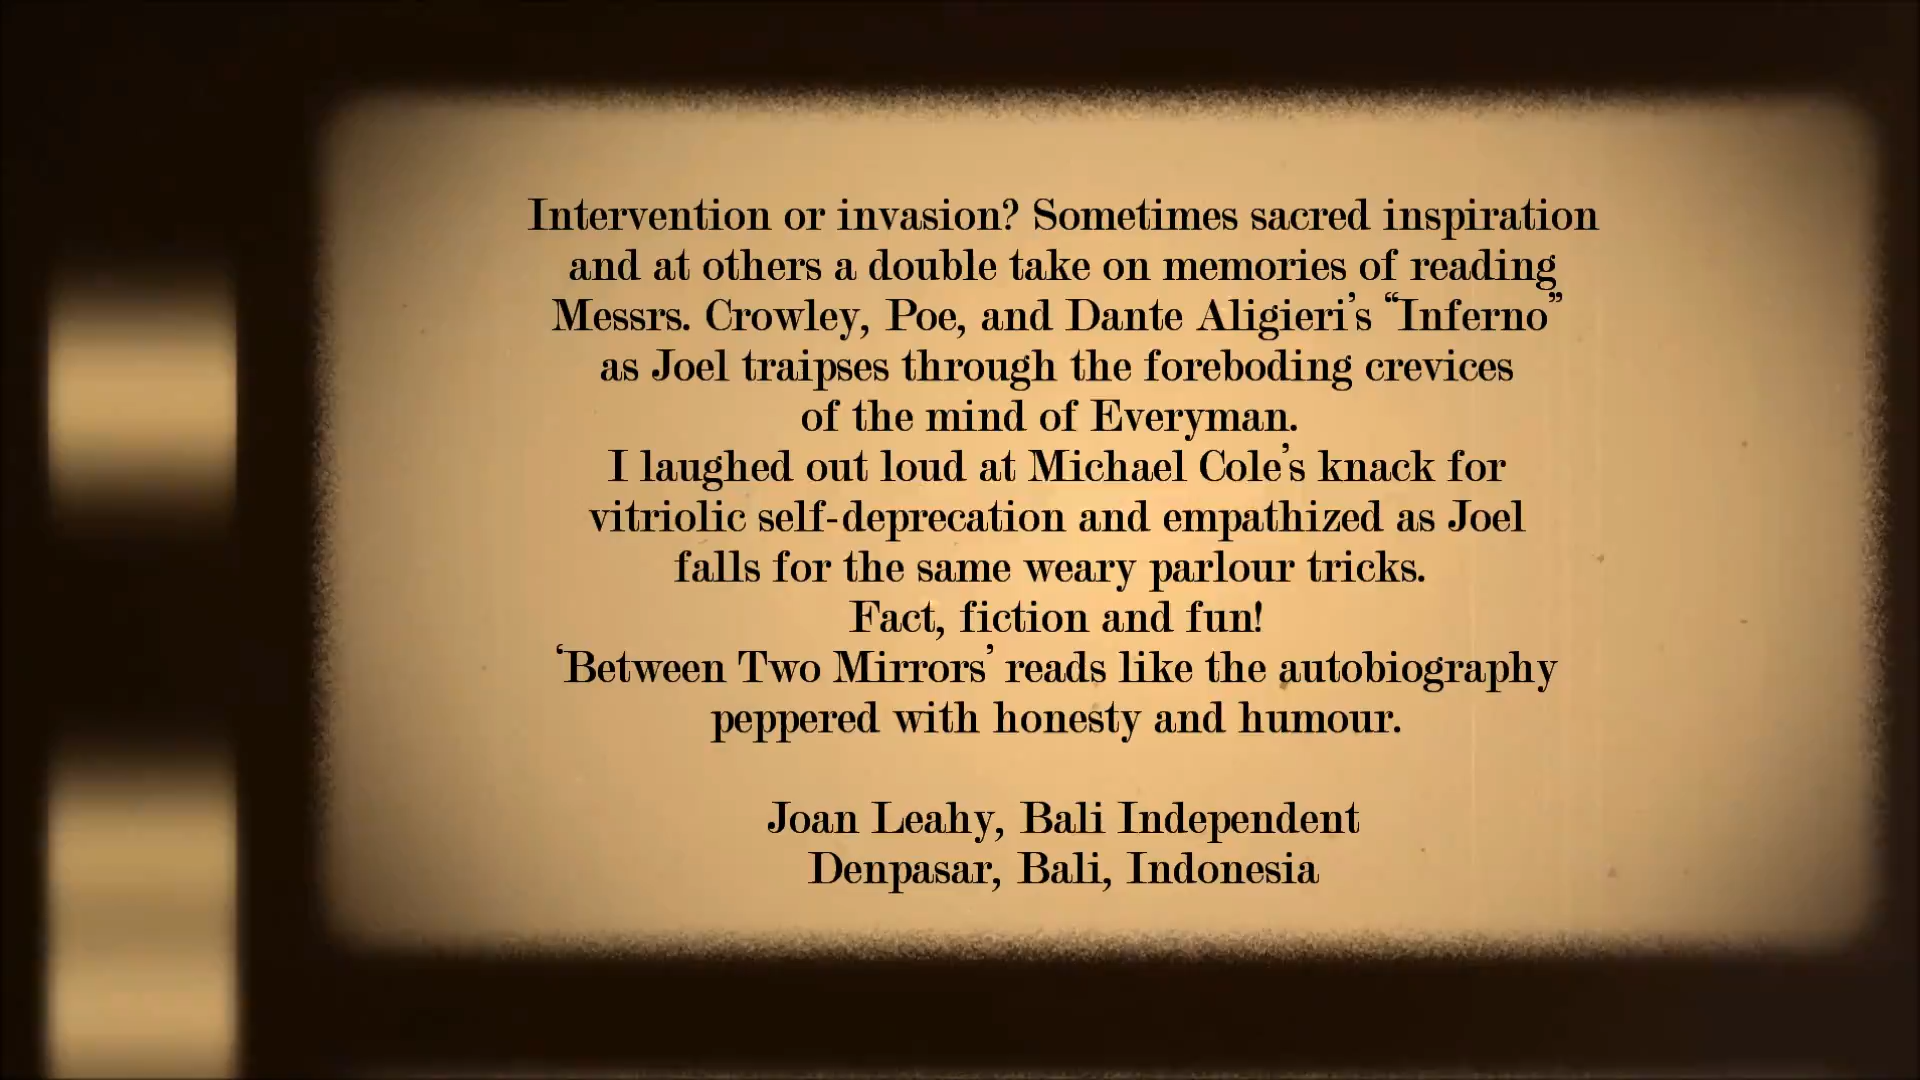 Intervention or invasion? Sometimes sacred inspiration
and at others a double take on memories of reading
Messrs. Crowley, Poe, and Dante Aligieri's “Inferno”
as Joel traipses through the foreboding crevices
of the mind of Everyman.
I laughed out loud at Michael Cole's knack for
vitriolic self-deprecation and empathized as Joel
falls for the same weary parlour tricks.
Fact, fiction and fun!
‘Between Two Mirrors’ reads like the autobiography
peppered with honesty and humour.
Joan Leahy, Bali Independent
Denpasar, Bali, Indonesia